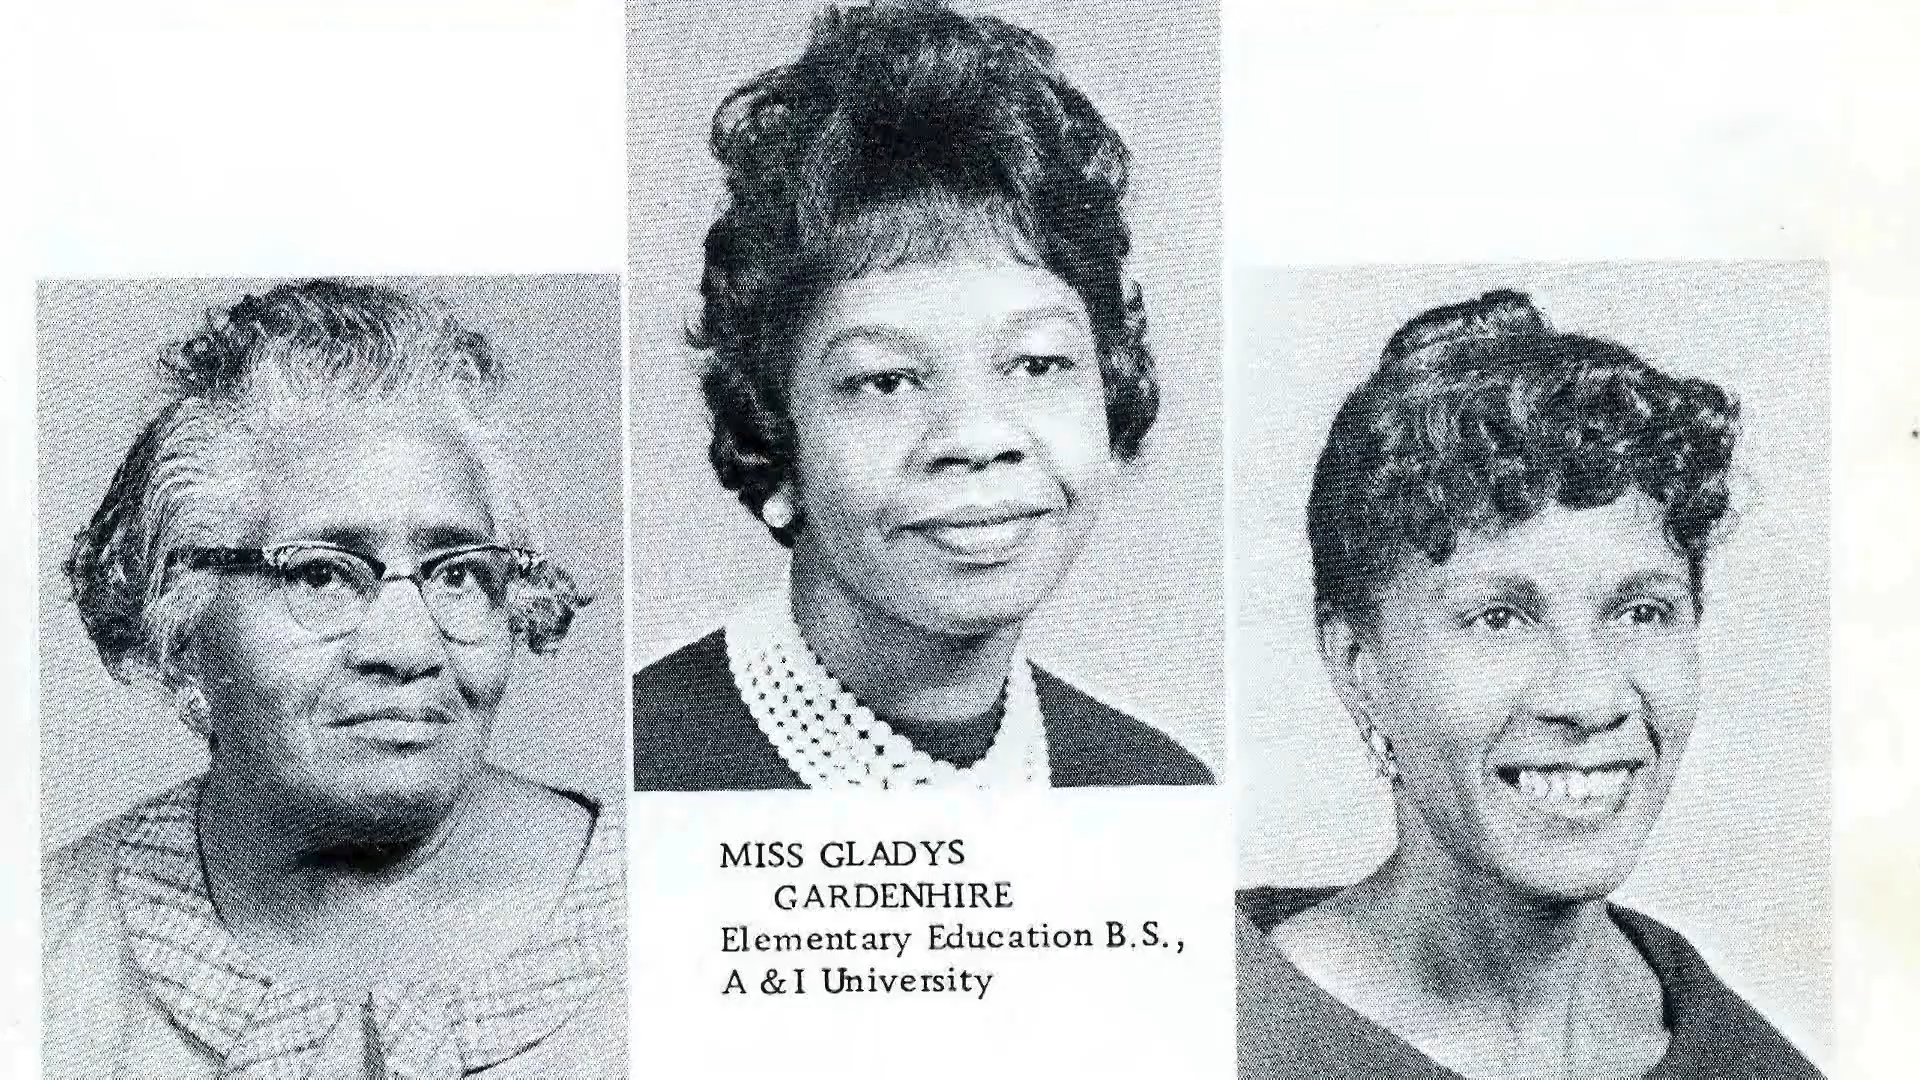 MISS GLADYS
GARDENHIRE
Elementary Education B.S.,
A & I University